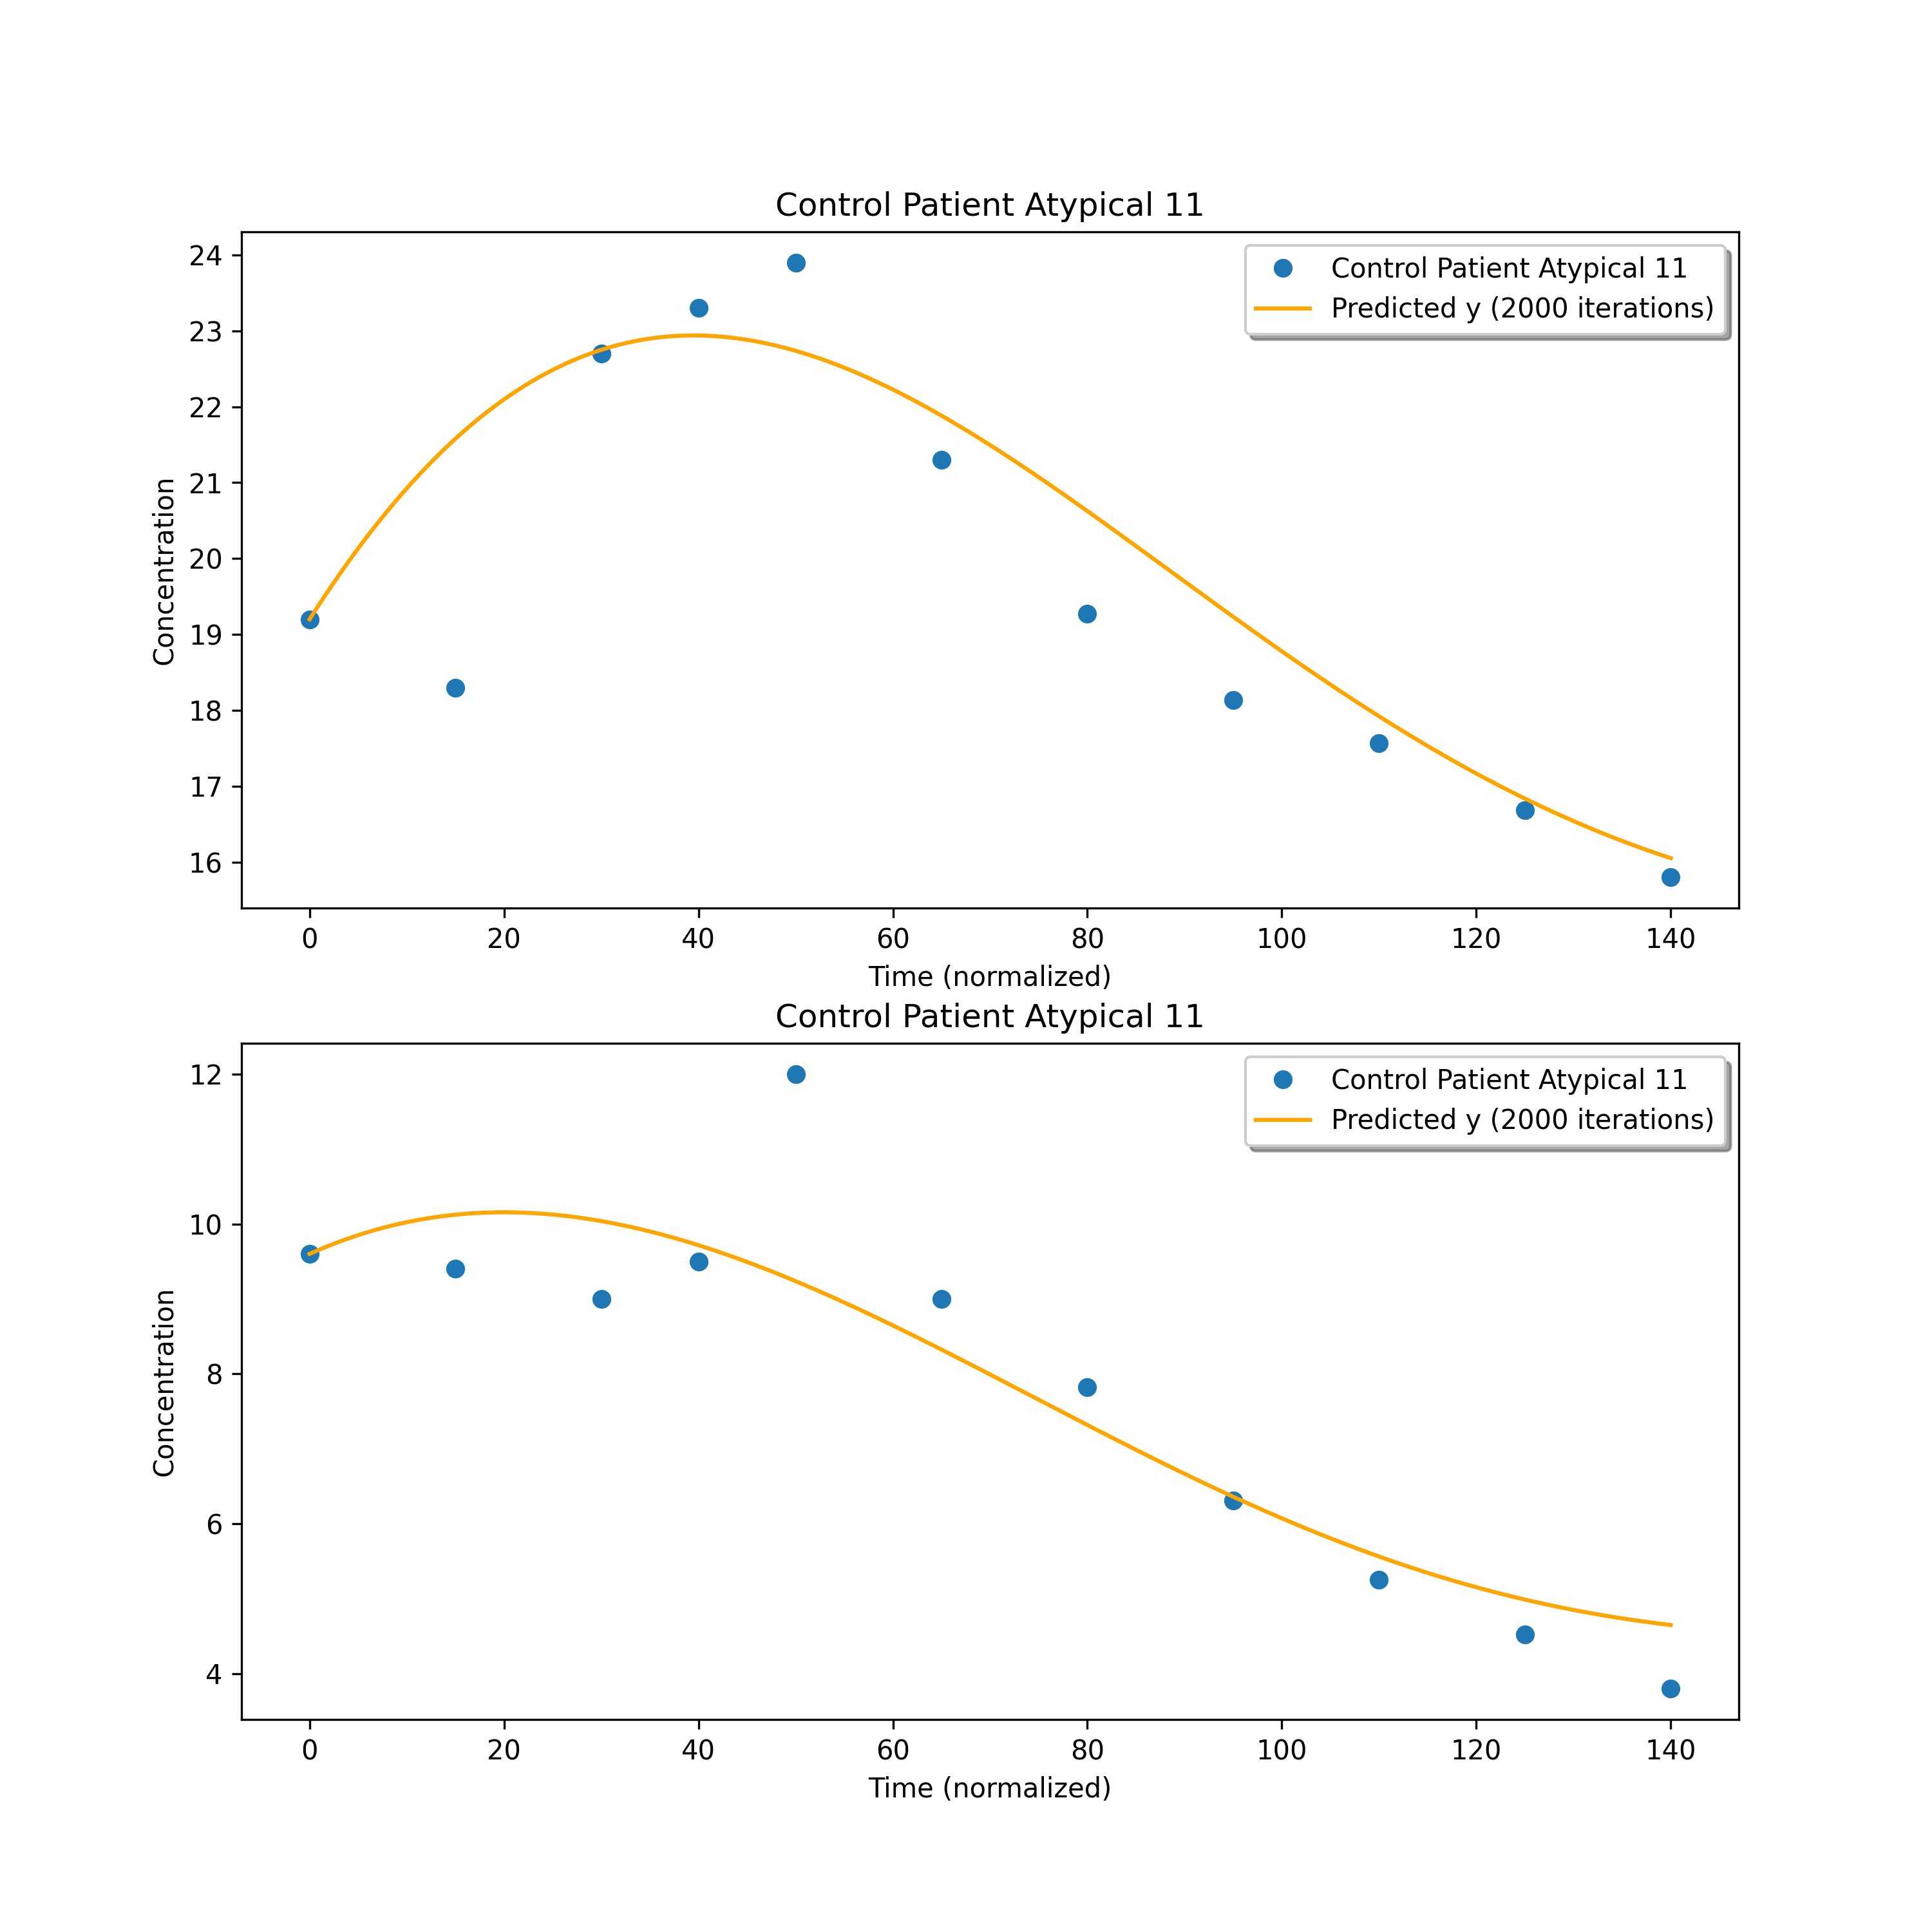 Control Patient Atypical 11
24
23
22
21
20
19
18
17
16
Concentration
Control Patient Atypical 11
Predicted y (2000 iterations)
0 20 40 60 80 100 120 140
Time (normalized)
Control Patient Atypical 11
12
10
8
6
4
Concentration
Control Patient Atypical 11
Predicted y (2000 iterations)
0 20 40 60 80 100 120 140
Time (normalized)